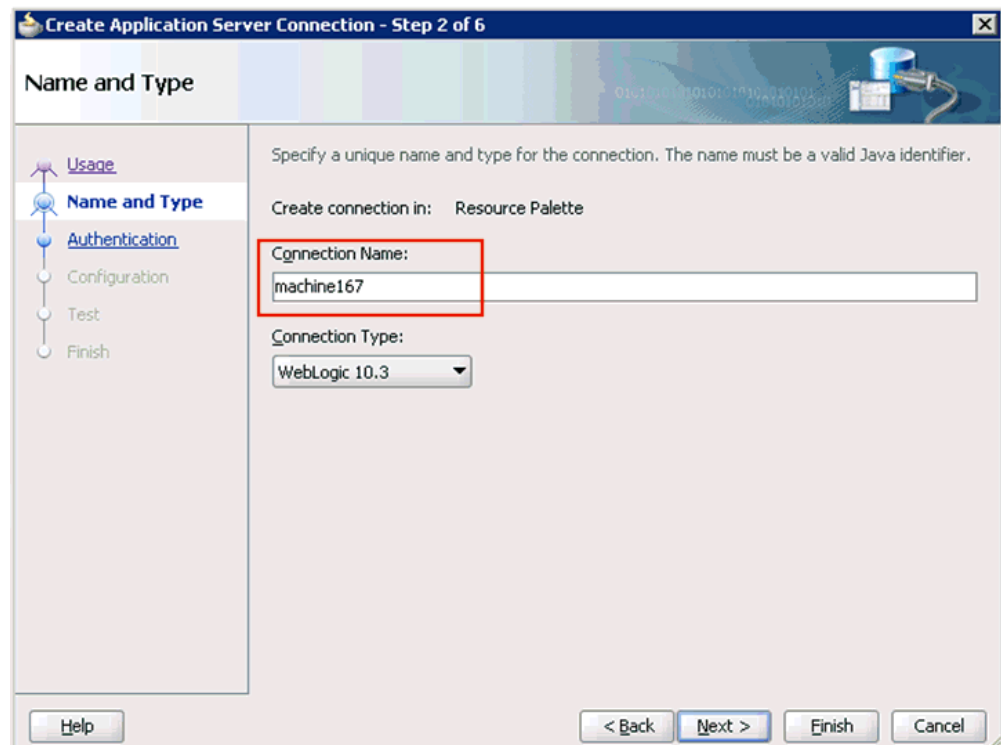 Create Application Server Connection - Step 2 of 6
Name and Type
Usage
Name and Type
Authentication
Configuration
Test
Finish
Specify a unique name and type for the connection. The name must be a valid Java identifier.
Create connection in: Resource Palette
Connection Name:
machine167
Connection Type:
WebLogic 10.3
Help
< Back
Next >
Finish
Cancel